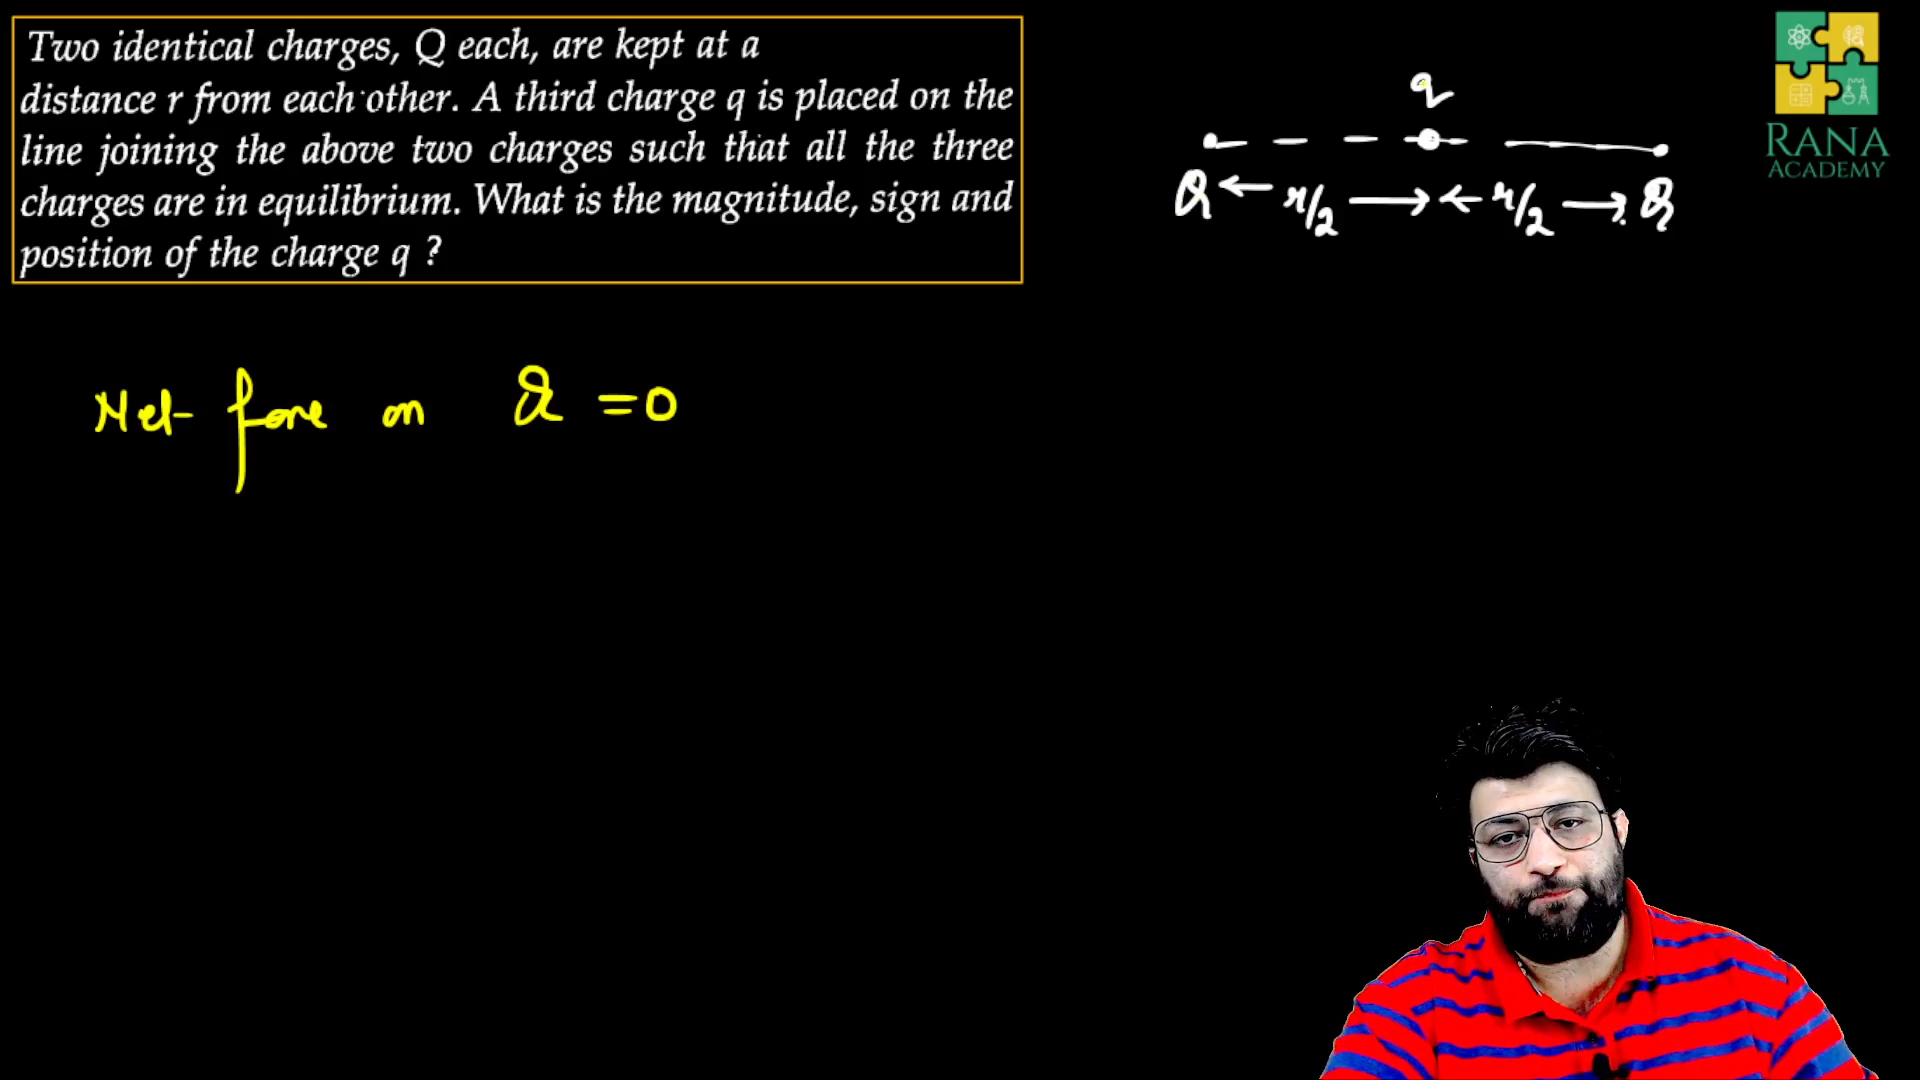 Two identical charges, Q each, are kept at a
distance r from each other. A third charge q is placed on the
line joining the above two charges such that all the three
charges are in equilibrium. What is the magnitude, sign and
position of the charge q ?
q
Q ← r/2 → ← r/2 → Q
RANA
ACADEMY
Net force on Q = 0